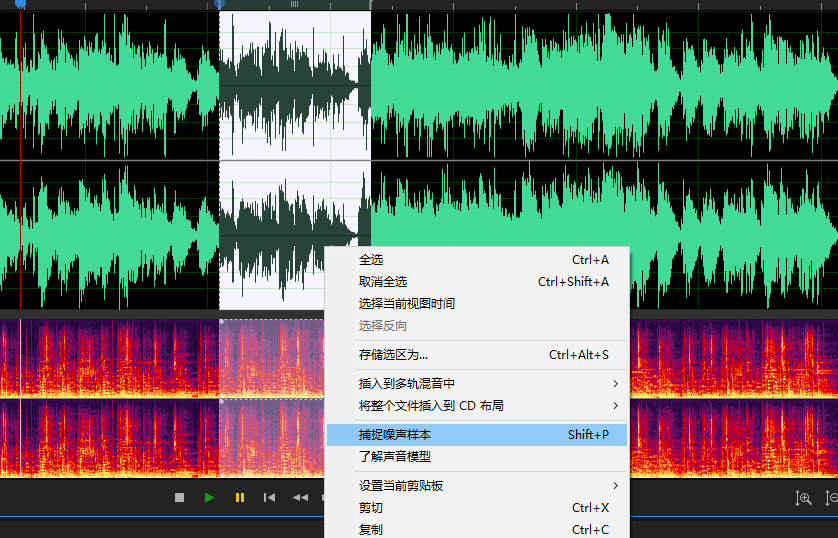 全选 Ctrl+A
取消全选 Ctrl+Shift+A
选择当前视图时间
选择反向
存储选区为... Ctrl+Alt+S
插入到多轨混音中
将整个文件插入到 CD 布局
捕捉噪声样本 Shift+P
了解声音模型
设置当前剪贴板
剪切 Ctrl+X
复制 Ctrl+C